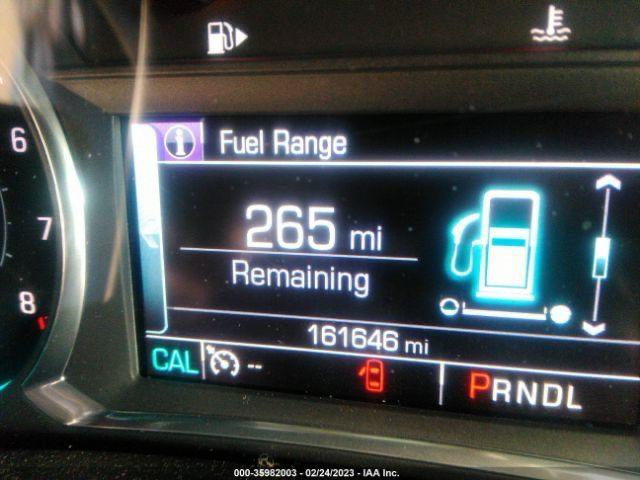 6
Fuel Range
7
265 mi
Remaining
8
161646 mi
CAL -- PRNDL
000-35982003 - 02/24/2023 - IAA Inc.